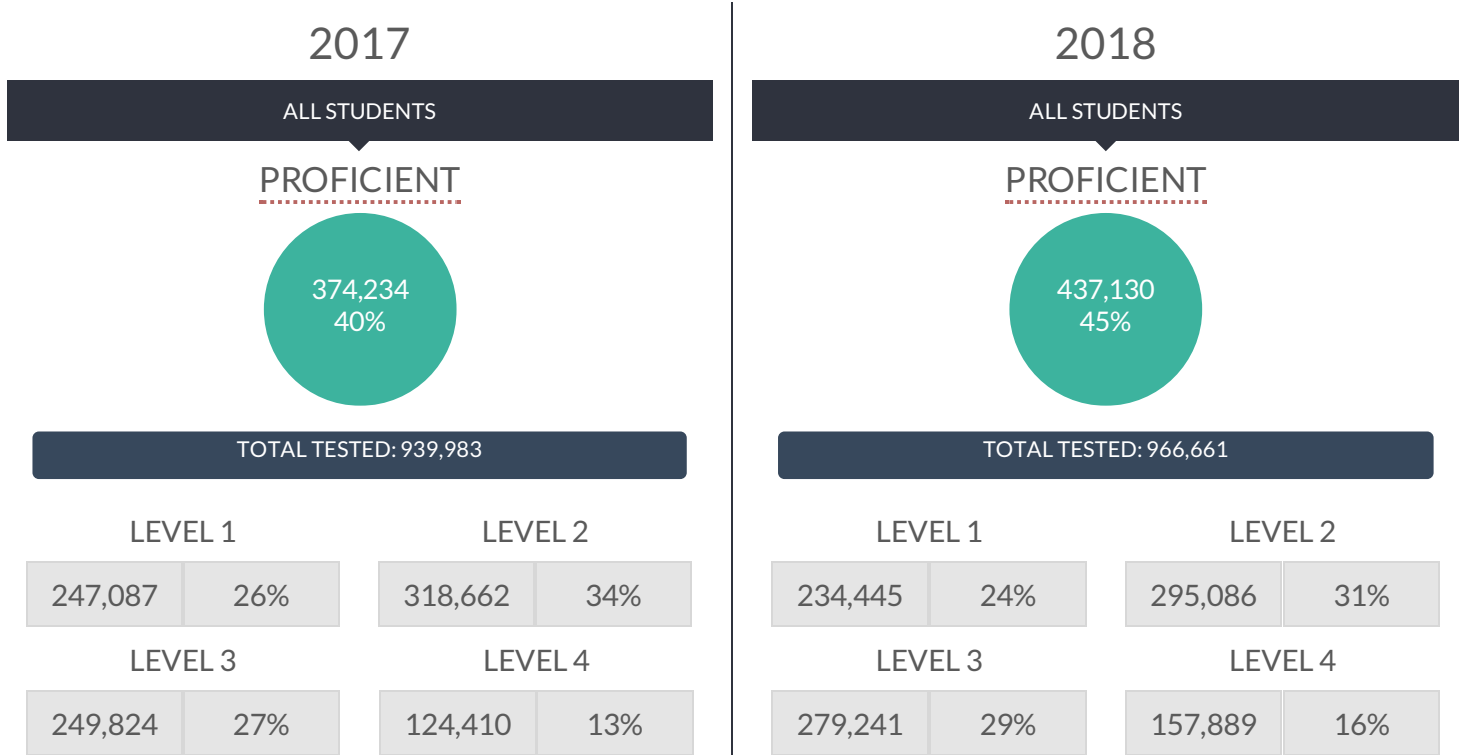 2017
ALL STUDENTS
PROFICIENT
374,234
40%
TOTAL TESTED: 939,983
LEVEL 1
LEVEL 2
247,087 26%
318,662 34%
LEVEL 3
LEVEL 4
249,824 27%
124,410 13%
2018
ALL STUDENTS
PROFICIENT
437,130
45%
TOTAL TESTED: 966,661
LEVEL 1
LEVEL 2
234,445 24%
295,086 31%
LEVEL 3
LEVEL 4
279,241 29%
157,889 16%